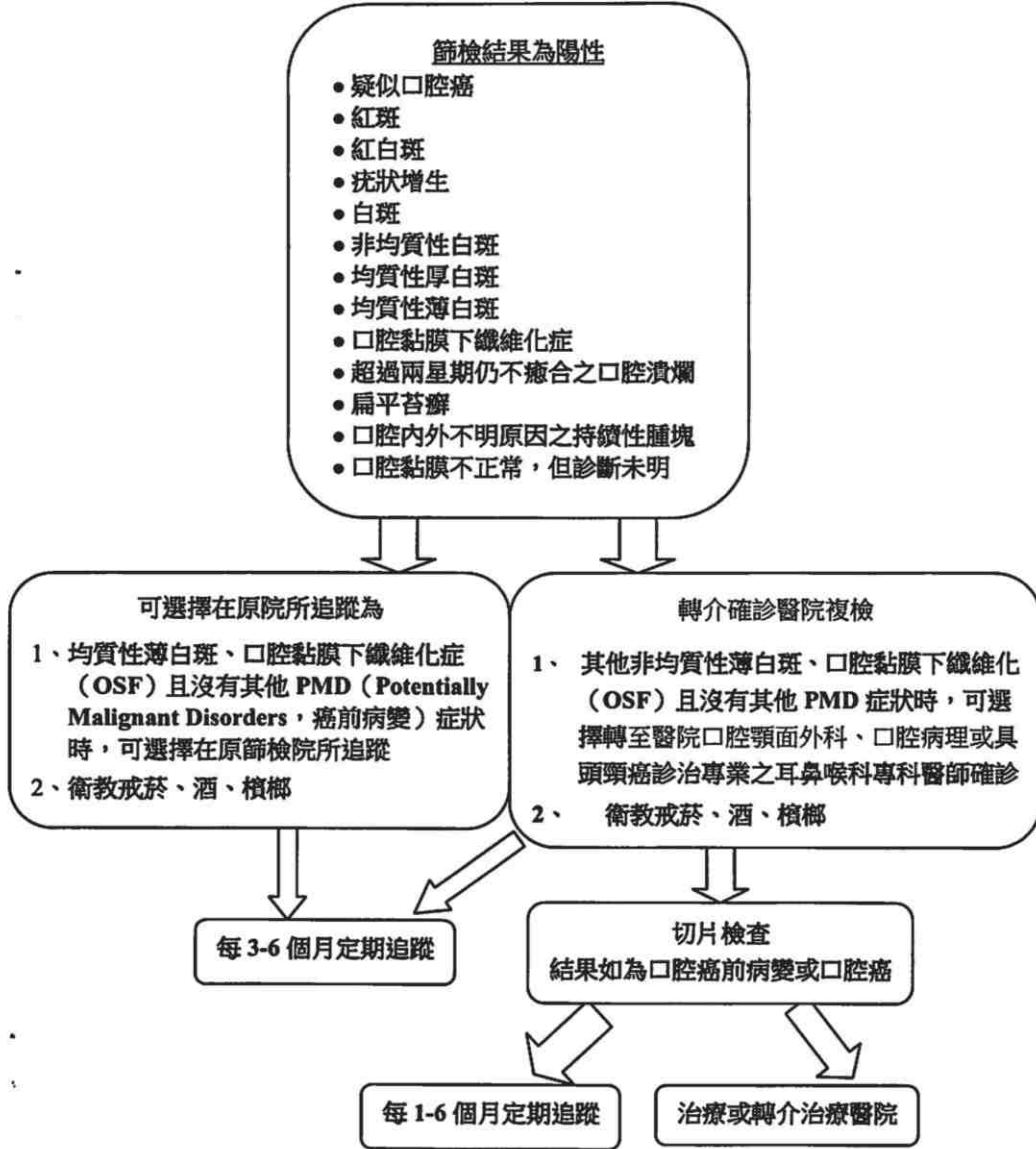 篩檢結果為陽性
●疑似口腔癌
●紅斑
●紅白斑
●疣狀增生
●白斑
●非均質性白斑
●均質性厚白斑
●均質性薄白斑
●口腔黏膜下纖維化症
●超過兩星期仍不癒合之口腔潰爛
●扁平苔癬
●口腔內外不明原因之持續性腫塊
●口腔黏膜不正常，但診斷未明
可選擇在原院所追蹤為
1、均質性薄白斑、口腔黏膜下纖維化症
（OSF）且沒有其他 PMD（Potentially
Malignant Disorders，癌前病變）症狀
時，可選擇在原篩檢院所追蹤
2、衛教戒菸、酒、檳榔
轉介確診醫院複檢
1、 其他非均質性薄白斑、口腔黏膜下纖維化
（OSF）且沒有其他 PMD 症狀時，可選
擇轉至醫院口腔顎面外科、口腔病理或具
頭頸癌診治專業之耳鼻喉科專科醫師確診
2、 衛教戒菸、酒、檳榔
每 3-6 個月定期追蹤
切片檢查
結果如為口腔癌前病變或口腔癌
每 1-6 個月定期追蹤
治療或轉介治療醫院